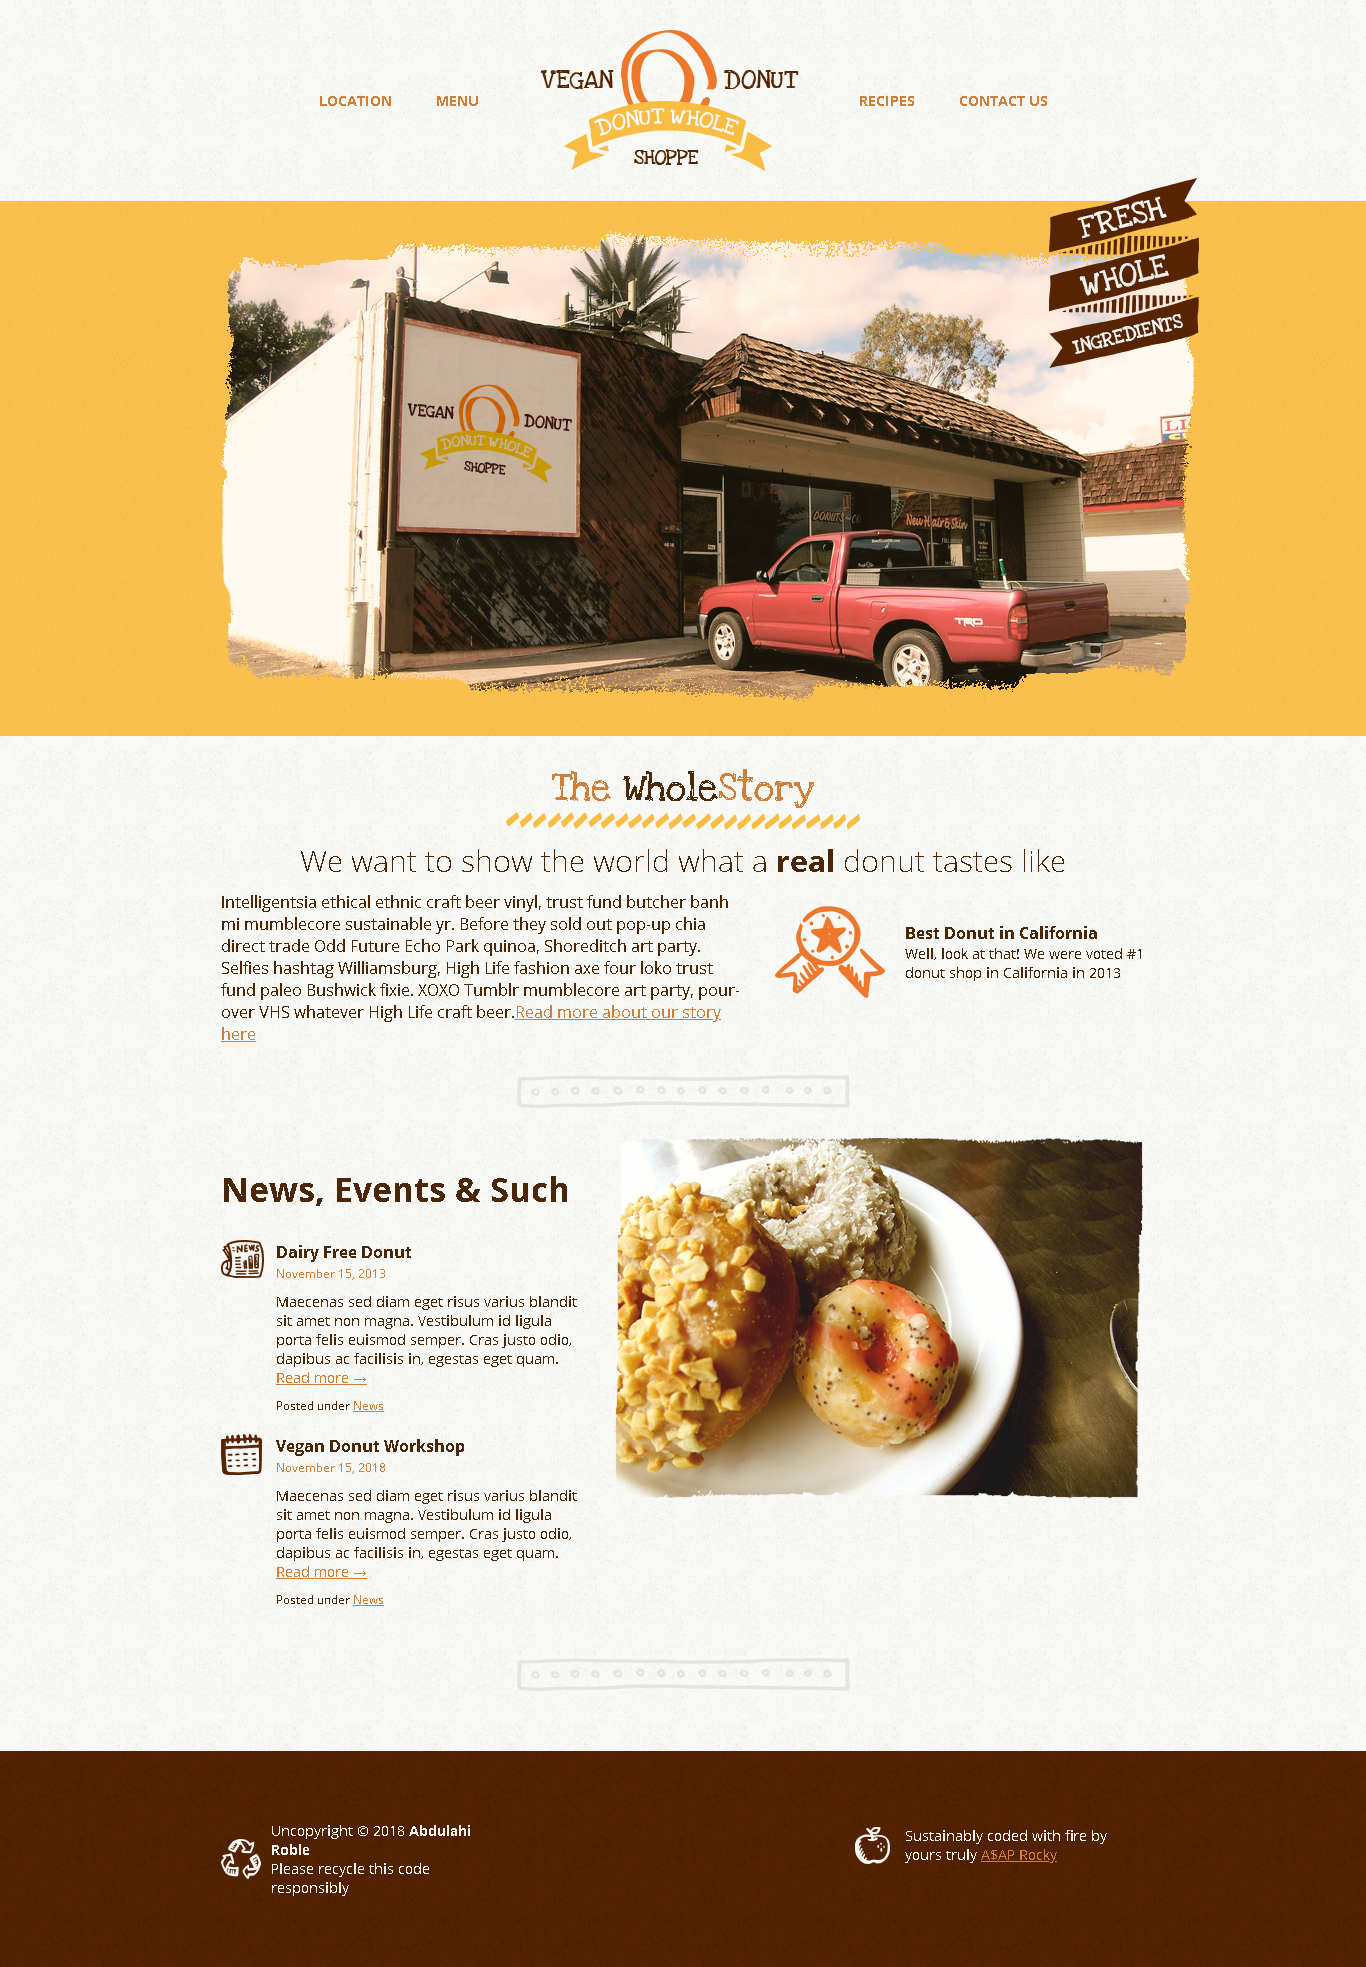 LOCATION
MENU
VEGAN DONUT
DONUT WHOLE
SHOPPE
RECIPES
CONTACT US
FRESH
WHOLE
INGREDIENTS
VEGAN DONUT
DONUT WHOLE
SHOPPE
LI
DONUTS
New Hair & Skin
TRD
The WholeStory
We want to show the world what a real donut tastes like
Intelligentsia ethical ethnic craft beer vinyl, trust fund butcher banh
mi mumblecore sustainable yr. Before they sold out pop-up chia
direct trade Odd Future Echo Park quinoa, Shoreditch art party.
Selfies hashtag Williamsburg, High Life fashion axe four loko trust
fund paleo Bushwick fixie. XOXO Tumblr mumblecore art party, pour-
over VHS whatever High Life craft beer.Read more about our story
here
Best Donut in California
Well, look at that! We were voted #1
donut shop in California in 2013
News, Events & Such
NEWS
Dairy Free Donut
November 15, 2013
Maecenas sed diam eget risus varius blandit
sit amet non magna. Vestibulum id ligula
porta felis euismod semper. Cras justo odio,
dapibus ac facilisis in, egestas eget quam.
Read more →
Posted under News
Vegan Donut Workshop
November 15, 2018
Maecenas sed diam eget risus varius blandit
sit amet non magna. Vestibulum id ligula
porta felis euismod semper. Cras justo odio,
dapibus ac facilisis in, egestas eget quam.
Read more →
Posted under News
Uncopyright © 2018 Abdulahi
Roble
Please recycle this code
responsibly
Sustainably coded with fire by
yours truly A$AP Rocky